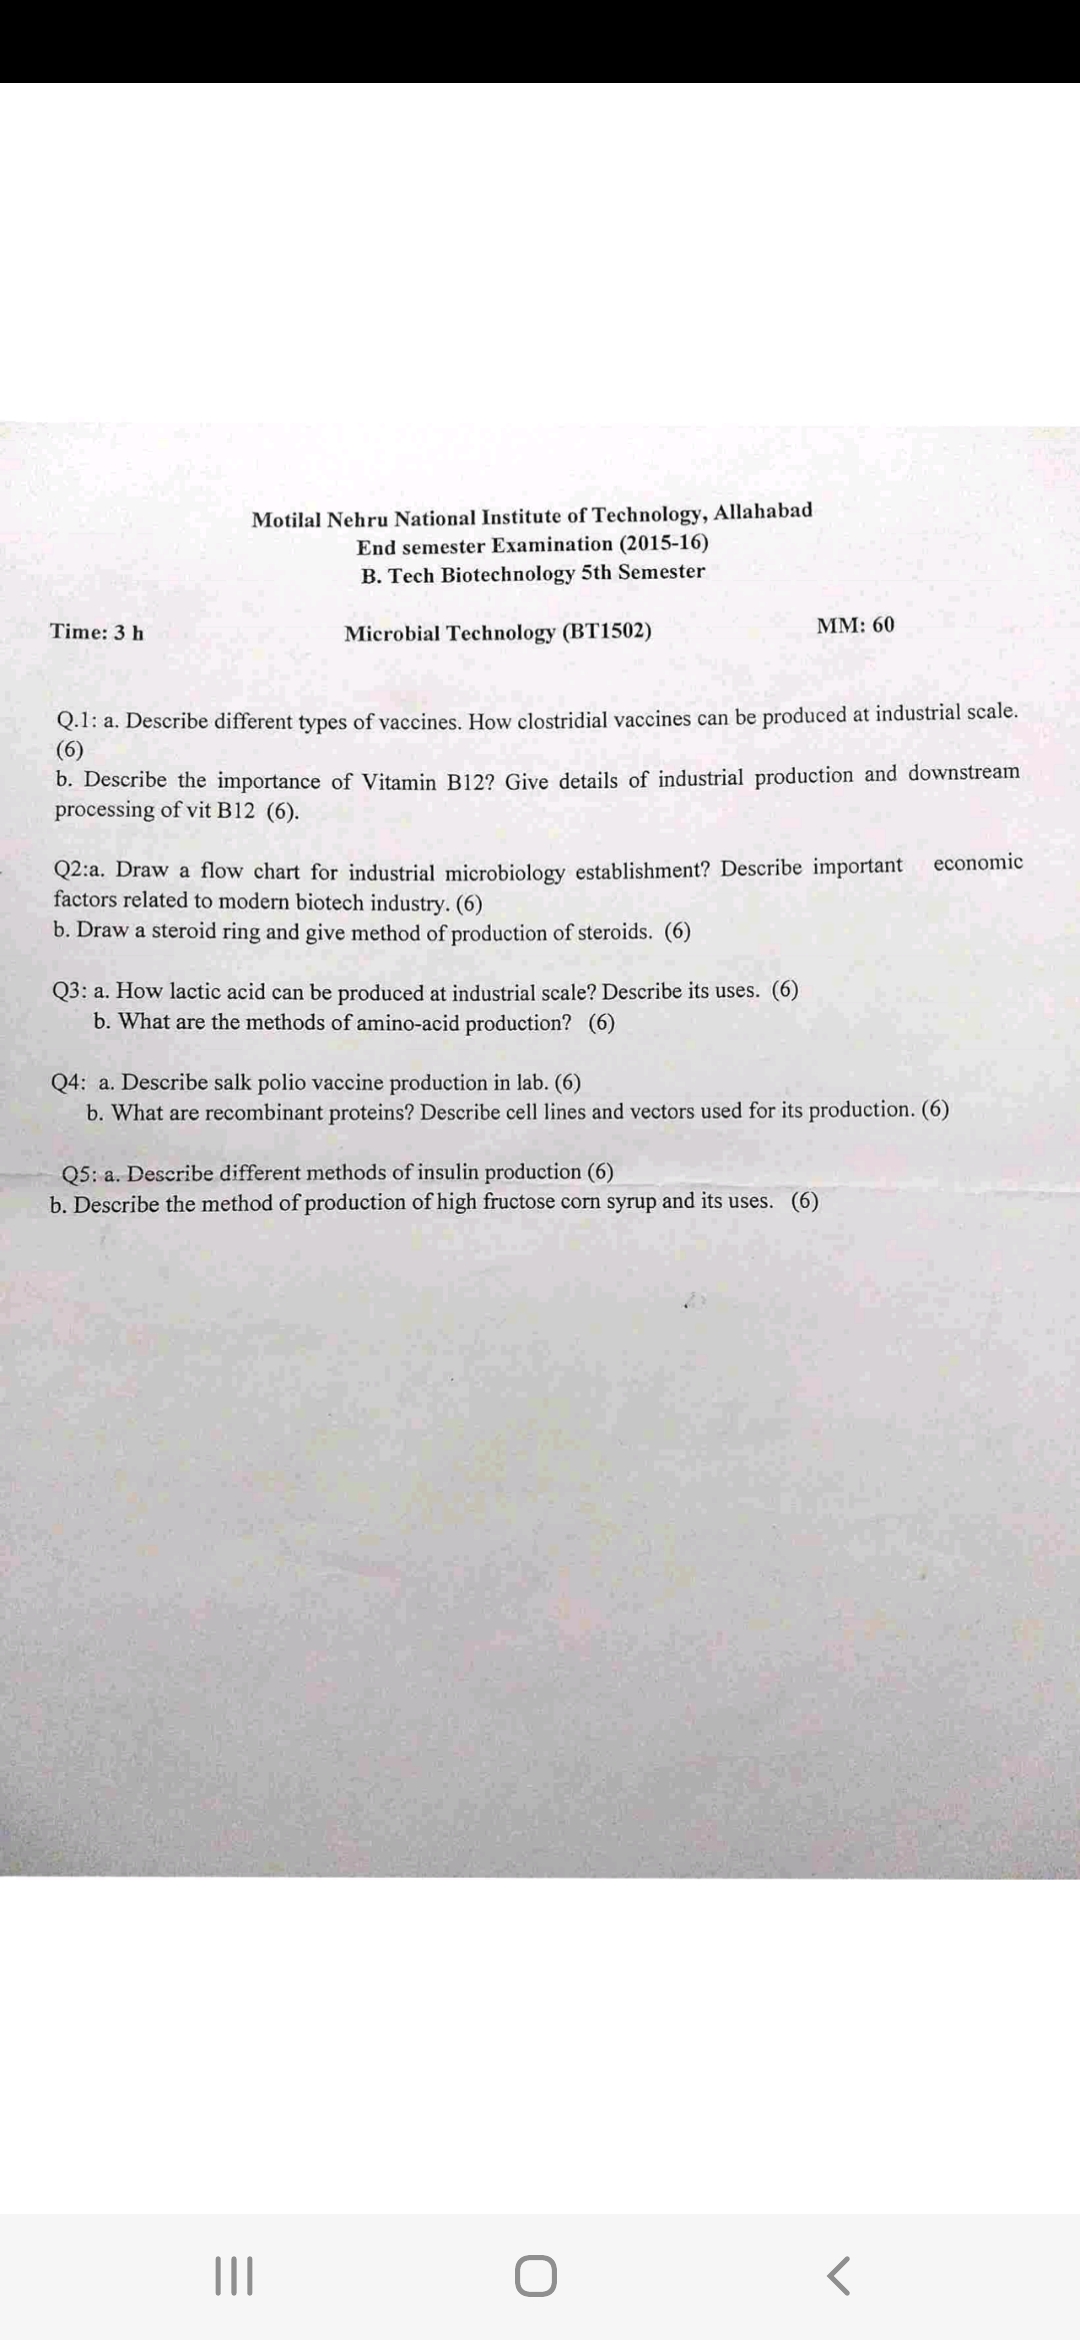 Motilal Nehru National Institute of Technology, Allahabad
End semester Examination (2015-16)
B. Tech Biotechnology 5th Semester
Time: 3 h Microbial Technology (BT1502) MM: 60
Q.1: a. Describe different types of vaccines. How clostridial vaccines can be produced at industrial scale.
(6)
b. Describe the importance of Vitamin B12? Give details of industrial production and downstream
processing of vit B12 (6).
Q2:a. Draw a flow chart for industrial microbiology establishment? Describe important economic
factors related to modern biotech industry. (6)
b. Draw a steroid ring and give method of production of steroids. (6)
Q3: a. How lactic acid can be produced at industrial scale? Describe its uses. (6)
b. What are the methods of amino-acid production? (6)
Q4: a. Describe salk polio vaccine production in lab. (6)
b. What are recombinant proteins? Describe cell lines and vectors used for its production. (6)
Q5: a. Describe different methods of insulin production (6)
b. Describe the method of production of high fructose corn syrup and its uses. (6)